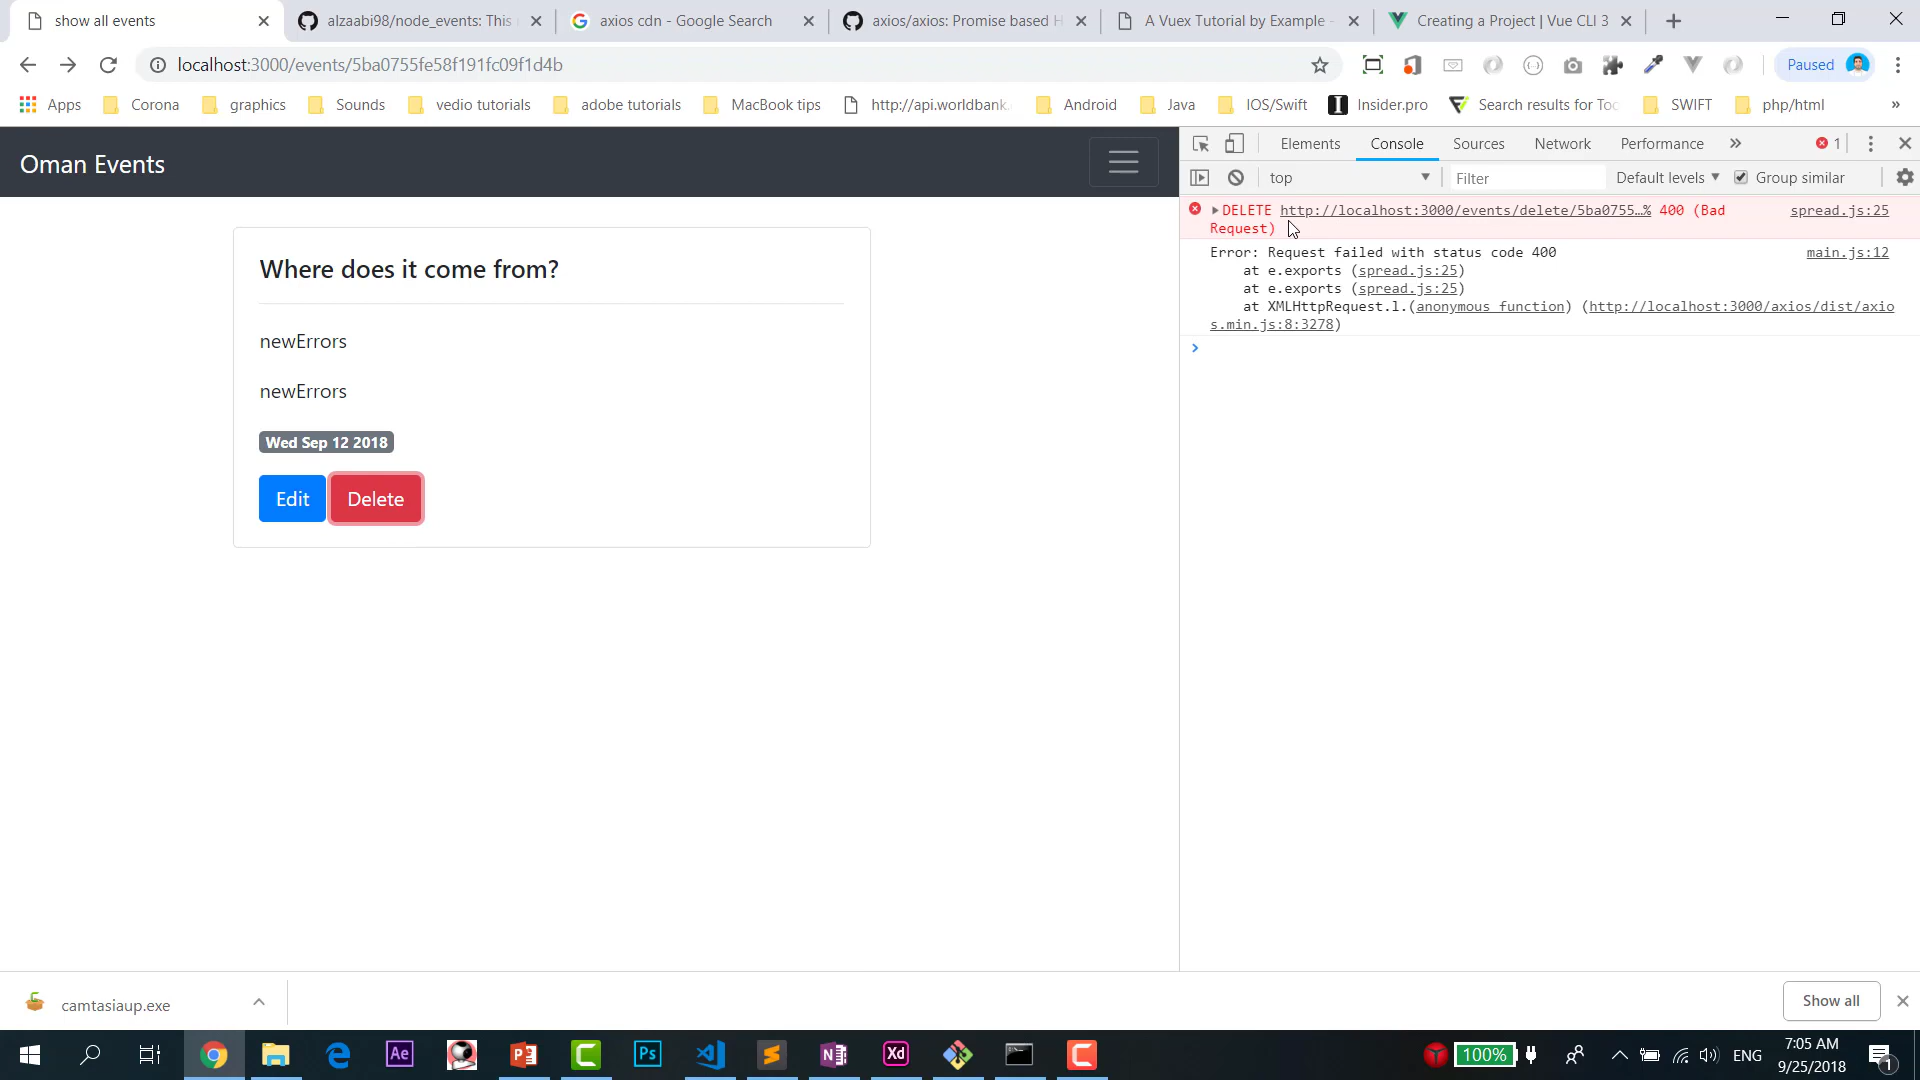 show all events
alzaabi98/node_events: This
axios cdn - Google Search
axios/axios: Promise based H
A Vuex Tutorial by Example -
Creating a Project | Vue CLI 3
localhost:3000/events/5ba0755fe58f191fc09f1d4b
Paused
Apps
Corona
graphics
Sounds
vedio tutorials
adobe tutorials
MacBook tips
http://api.worldbank.
Android
Java
IOS/Swift
Insider.pro
Search results for Too
SWIFT
php/html
»
Oman Events
Elements
Console
Sources
Network
Performance
»
1
top
Filter
Default levels
Group similar
DELETE http://localhost:3000/events/delete/5ba0755…% 400 (Bad
spread.js:25
Request)
Error: Request failed with status code 400
main.js:12
at e.exports (spread.js:25)
at e.exports (spread.js:25)
at XMLHttpRequest.l.(anonymous function) (http://localhost:3000/axios/dist/axio
s.min.js:8:3278)
Where does it come from?
newErrors
newErrors
Wed Sep 12 2018
Edit
Delete
camtasiaup.exe
Show all
Ae
Ps
Xd
100%
ENG
7:05 AM
9/25/2018
1